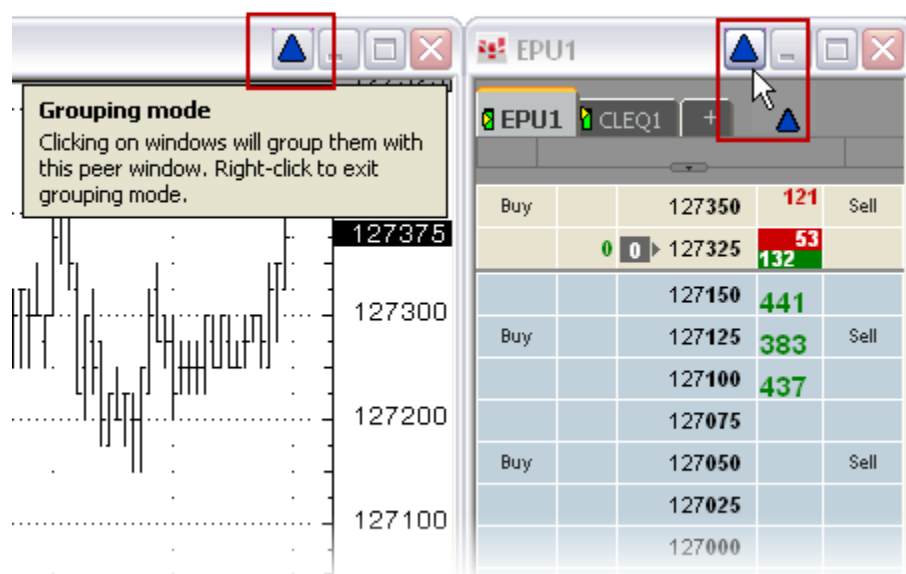 EPU1
Grouping mode
Clicking on windows will group them with
this peer window. Right-click to exit
grouping mode.
127375
127300
127200
127100
EPU1 CLEQ1 +
Buy 127350 121 Sell
0 0 127325 53
132
127150 441
Buy 127125 383 Sell
127100 437
127075
Buy 127050 Sell
127025
127000